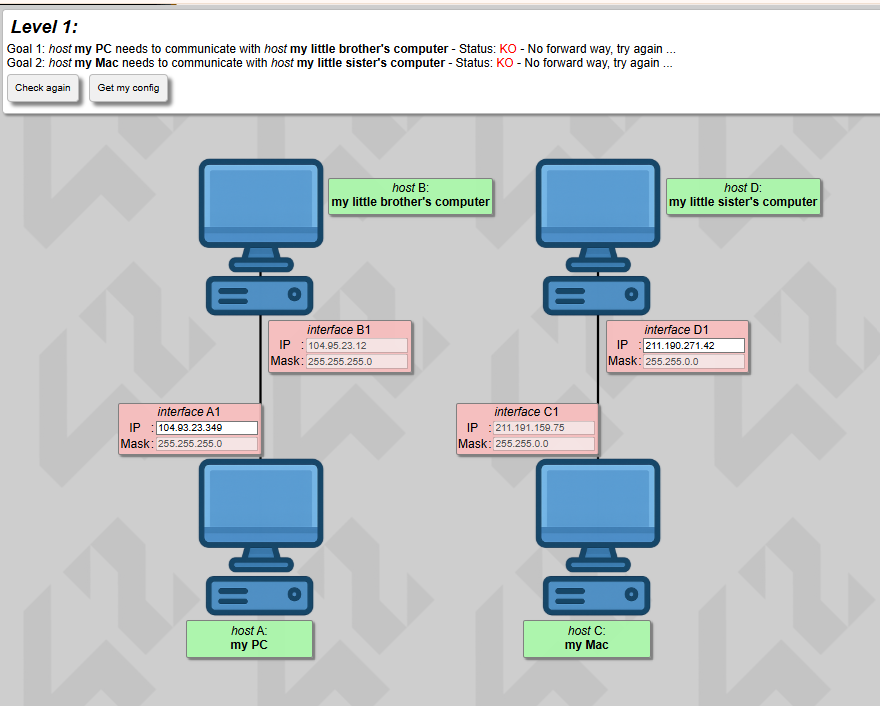 Level 1:
Goal 1: host my PC needs to communicate with host my little brother's computer - Status: KO - No forward way, try again ...
Goal 2: host my Mac needs to communicate with host my little sister's computer - Status: KO - No forward way, try again ...
Check again Get my config
host B:
my little brother's computer
host D:
my little sister's computer
interface B1
IP : 104.95.23.12
Mask: 255.255.255.0
interface D1
IP : 211.190.271.42
Mask: 255.255.0.0
interface A1
IP : 104.93.23.349
Mask: 255.255.255.0
interface C1
IP : 211.191.159.75
Mask: 255.255.0.0
host A:
my PC
host C:
my Mac